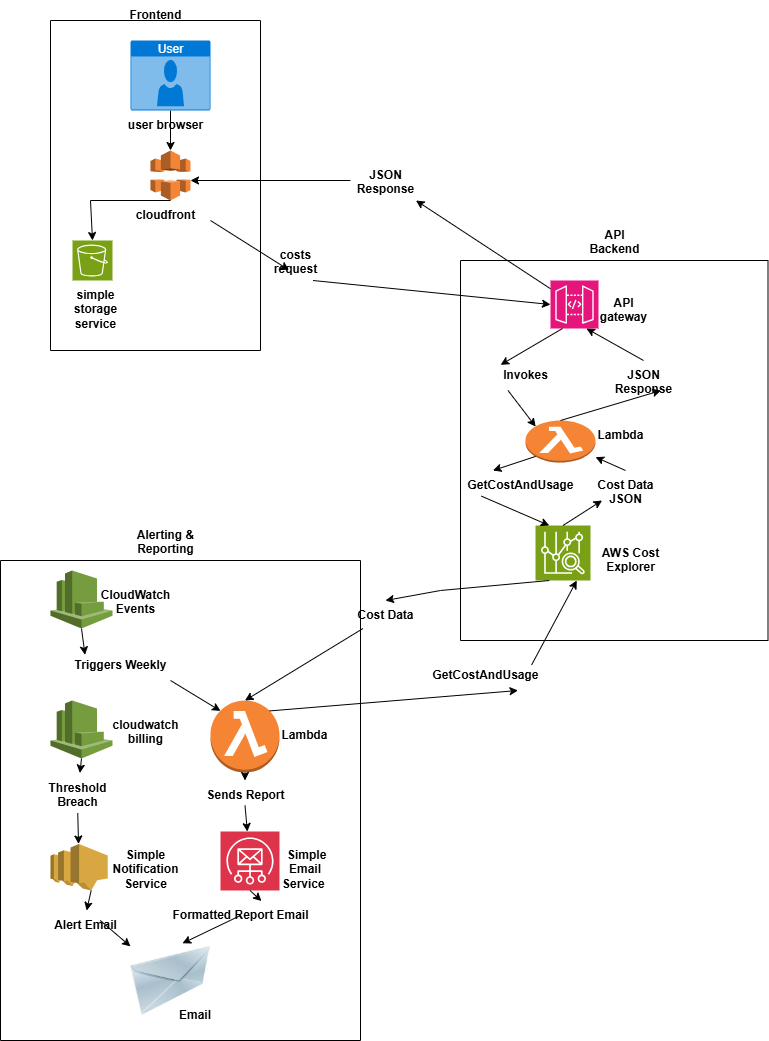 Frontend
User
user browser
cloudfront
simple
storage
service
JSON
Response
costs
request
API
Backend
API
gateway
Invokes
JSON
Response
Lambda
GetCostAndUsage
Cost Data
JSON
AWS Cost
Explorer
Alerting &
Reporting
CloudWatch
Events
Cost Data
Triggers Weekly
GetCostAndUsage
cloudwatch
billing
Lambda
Threshold
Breach
Sends Report
Simple
Notification
Service
Simple
Email
Service
Alert Email
Formatted Report Email
Email